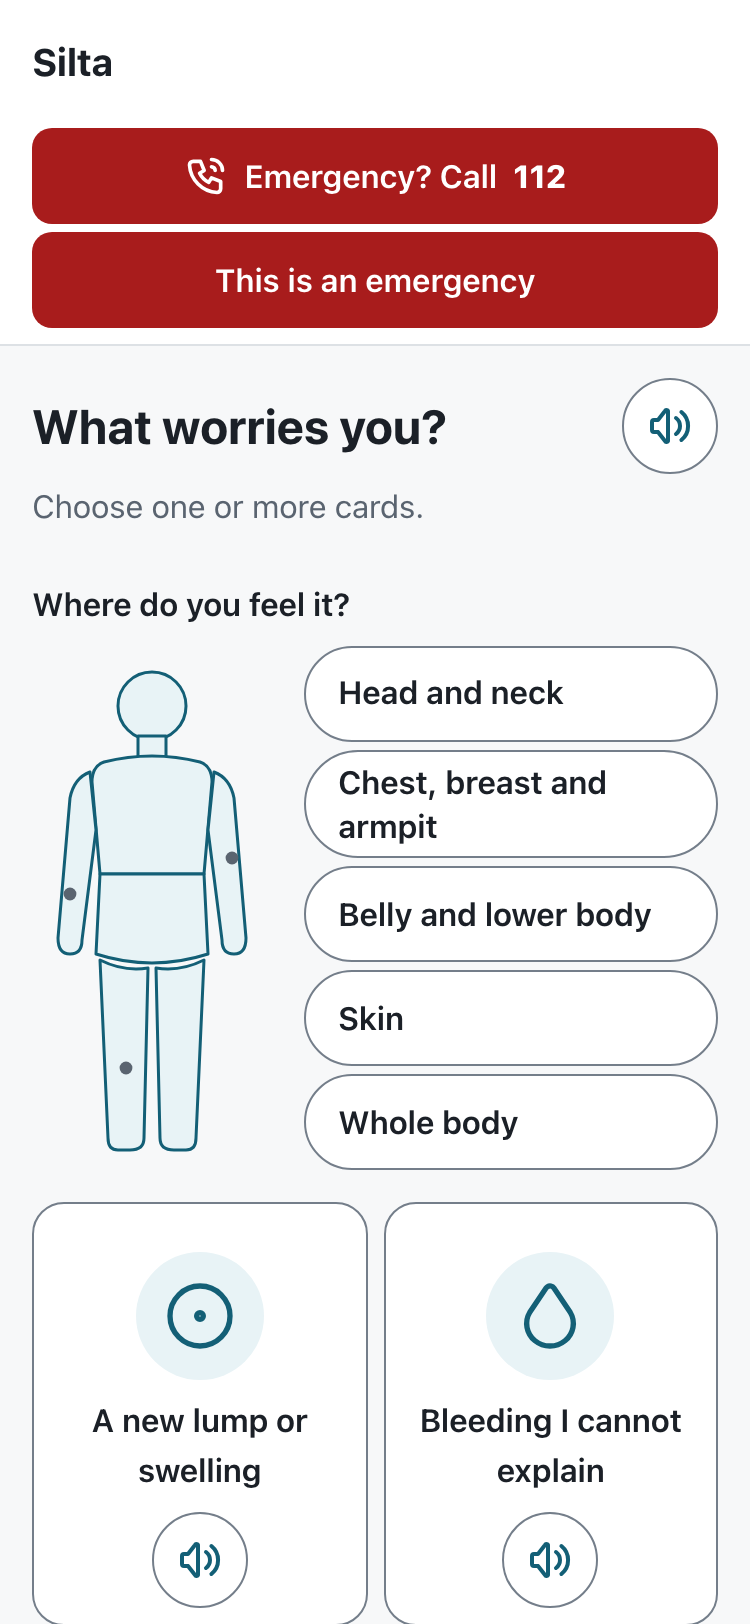 Silta
Emergency? Call 112
This is an emergency
What worries you?
Choose one or more cards.
Where do you feel it?
Head and neck
Chest, breast and
armpit
Belly and lower body
Skin
Whole body
A new lump or
swelling
Bleeding I cannot
explain